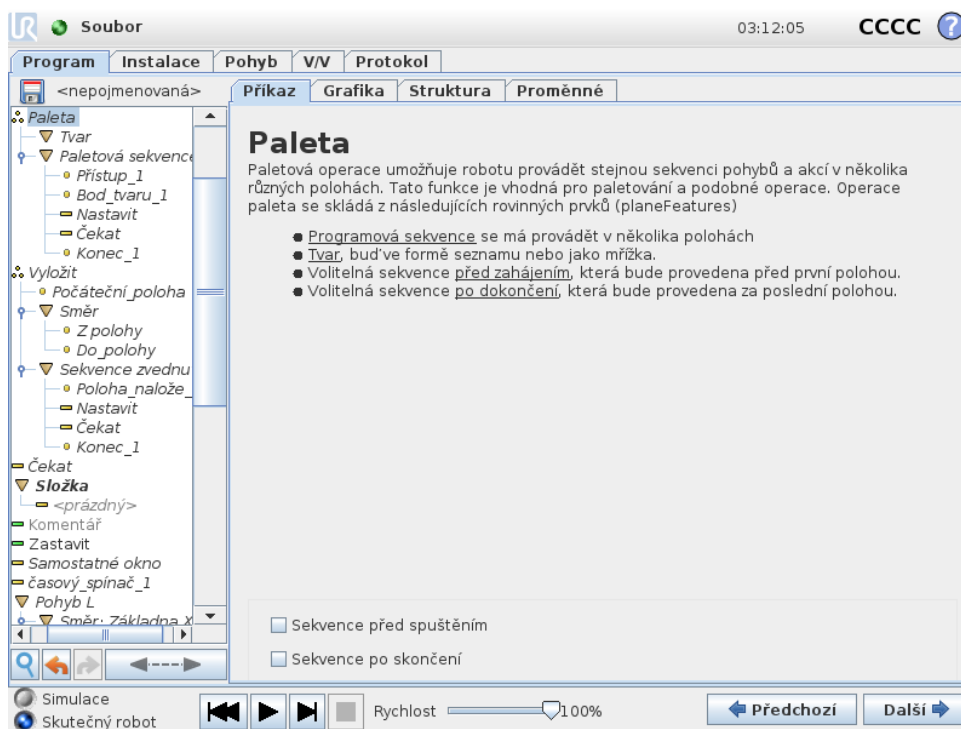 UR Soubor 03:12:05 CCCC ?
Program Instalace Pohyb V/V Protokol
<nepojmenovaná> Příkaz Grafika Struktura Proměnné
Paleta
Tvar
Paletová sekvence
Přístup_1
Bod_tvaru_1
Nastavit
Čekat
Konec_1
Vyložit
Počáteční_poloha
Směr
Z polohy
Do_polohy
Sekvence zvednu
Poloha_nalože_
Nastavit
Čekat
Konec_1
Čekat
Složka
<prázdný>
Komentář
Zastavit
Samostatné okno
časový_spínač_1
Pohyb L
Směr: Základna X
Paleta
Paletová operace umožňuje robotu provádět stejnou sekvenci pohybů a akcí v několika
různých polohách. Tato funkce je vhodná pro paletování a podobné operace. Operace
paleta se skládá z následujících rovinných prvků (planeFeatures)
Programová sekvence se má provádět v několika polohách
Tvar, buďve formě seznamu nebo jako mřížka.
Volitelná sekvence před zahájením, která bude provedena před první polohou.
Volitelná sekvence po dokončení, která bude provedena za poslední polohou.
Sekvence před spuštěním
Sekvence po skončení
Simulace
Skutečný robot
Rychlost 100%
Předchozí Další